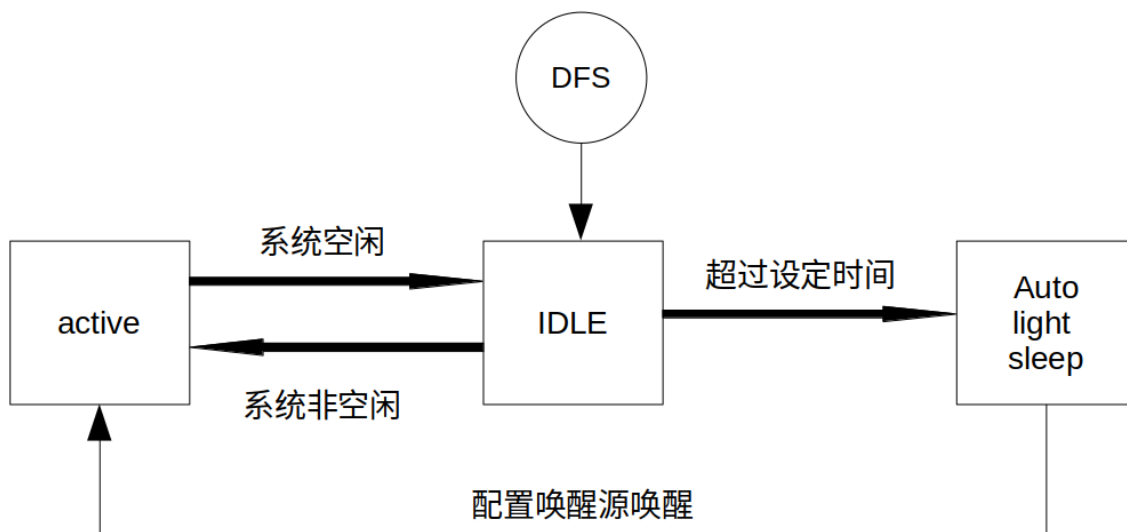 DFS
系统空闲
超过设定时间
active
IDLE
Auto
light
sleep
系统非空闲
配置唤醒源唤醒